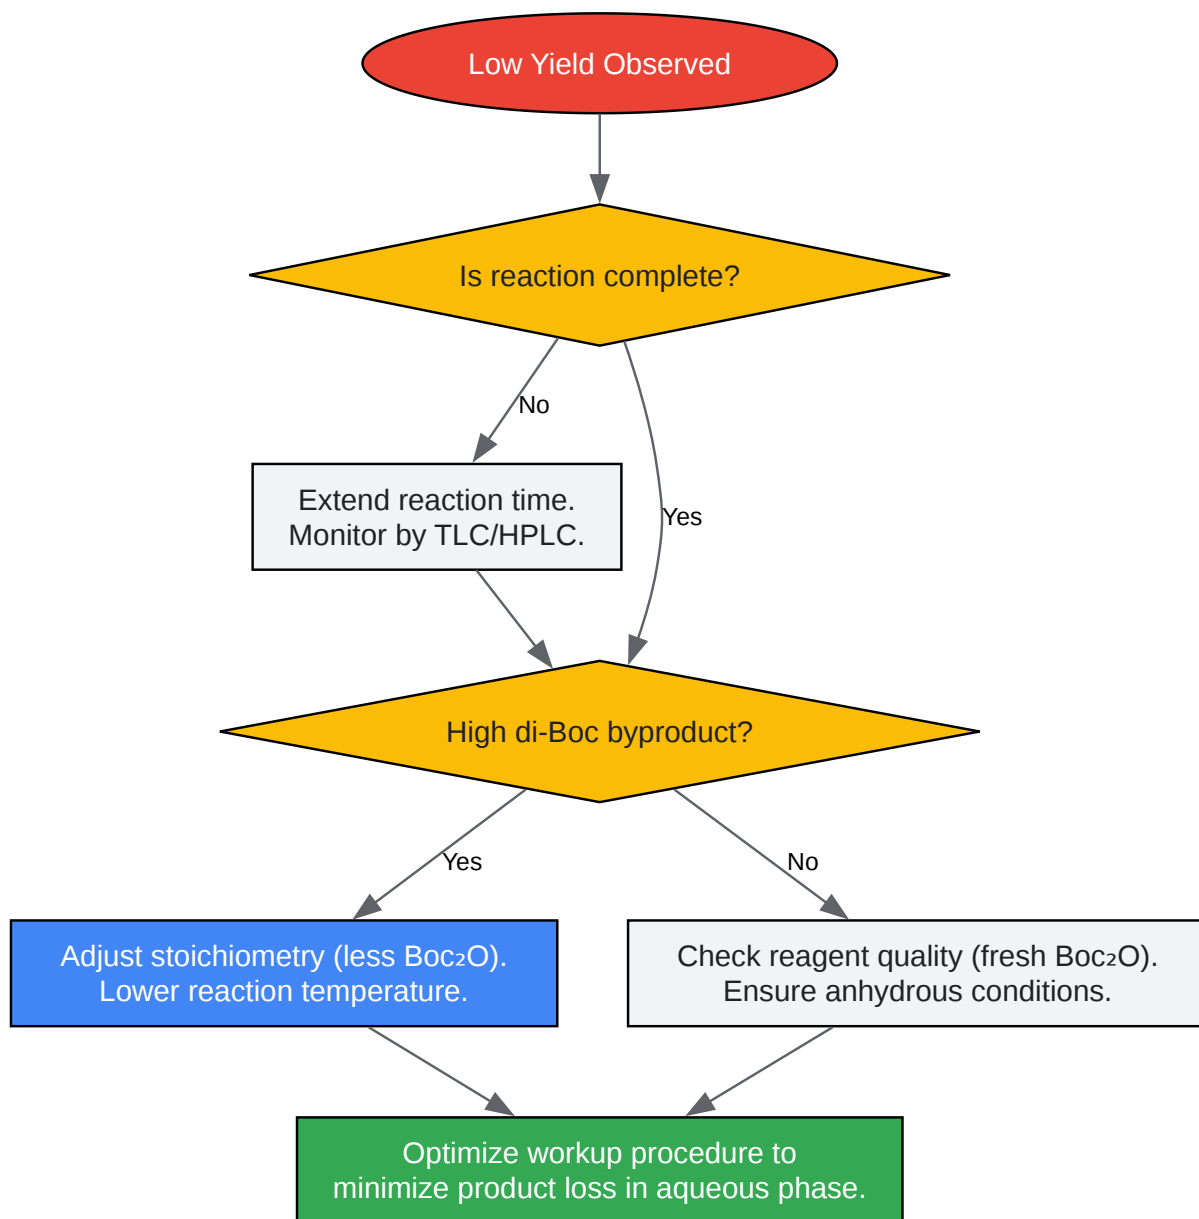 Low Yield Observed
Is reaction complete?
No
Extend reaction time.
Monitor by TLC/HPLC.
Yes
High di-Boc byproduct?
Yes
No
Adjust stoichiometry (less Boc₂O).
Lower reaction temperature.
Check reagent quality (fresh Boc₂O).
Ensure anhydrous conditions.
Optimize workup procedure to
minimize product loss in aqueous phase.